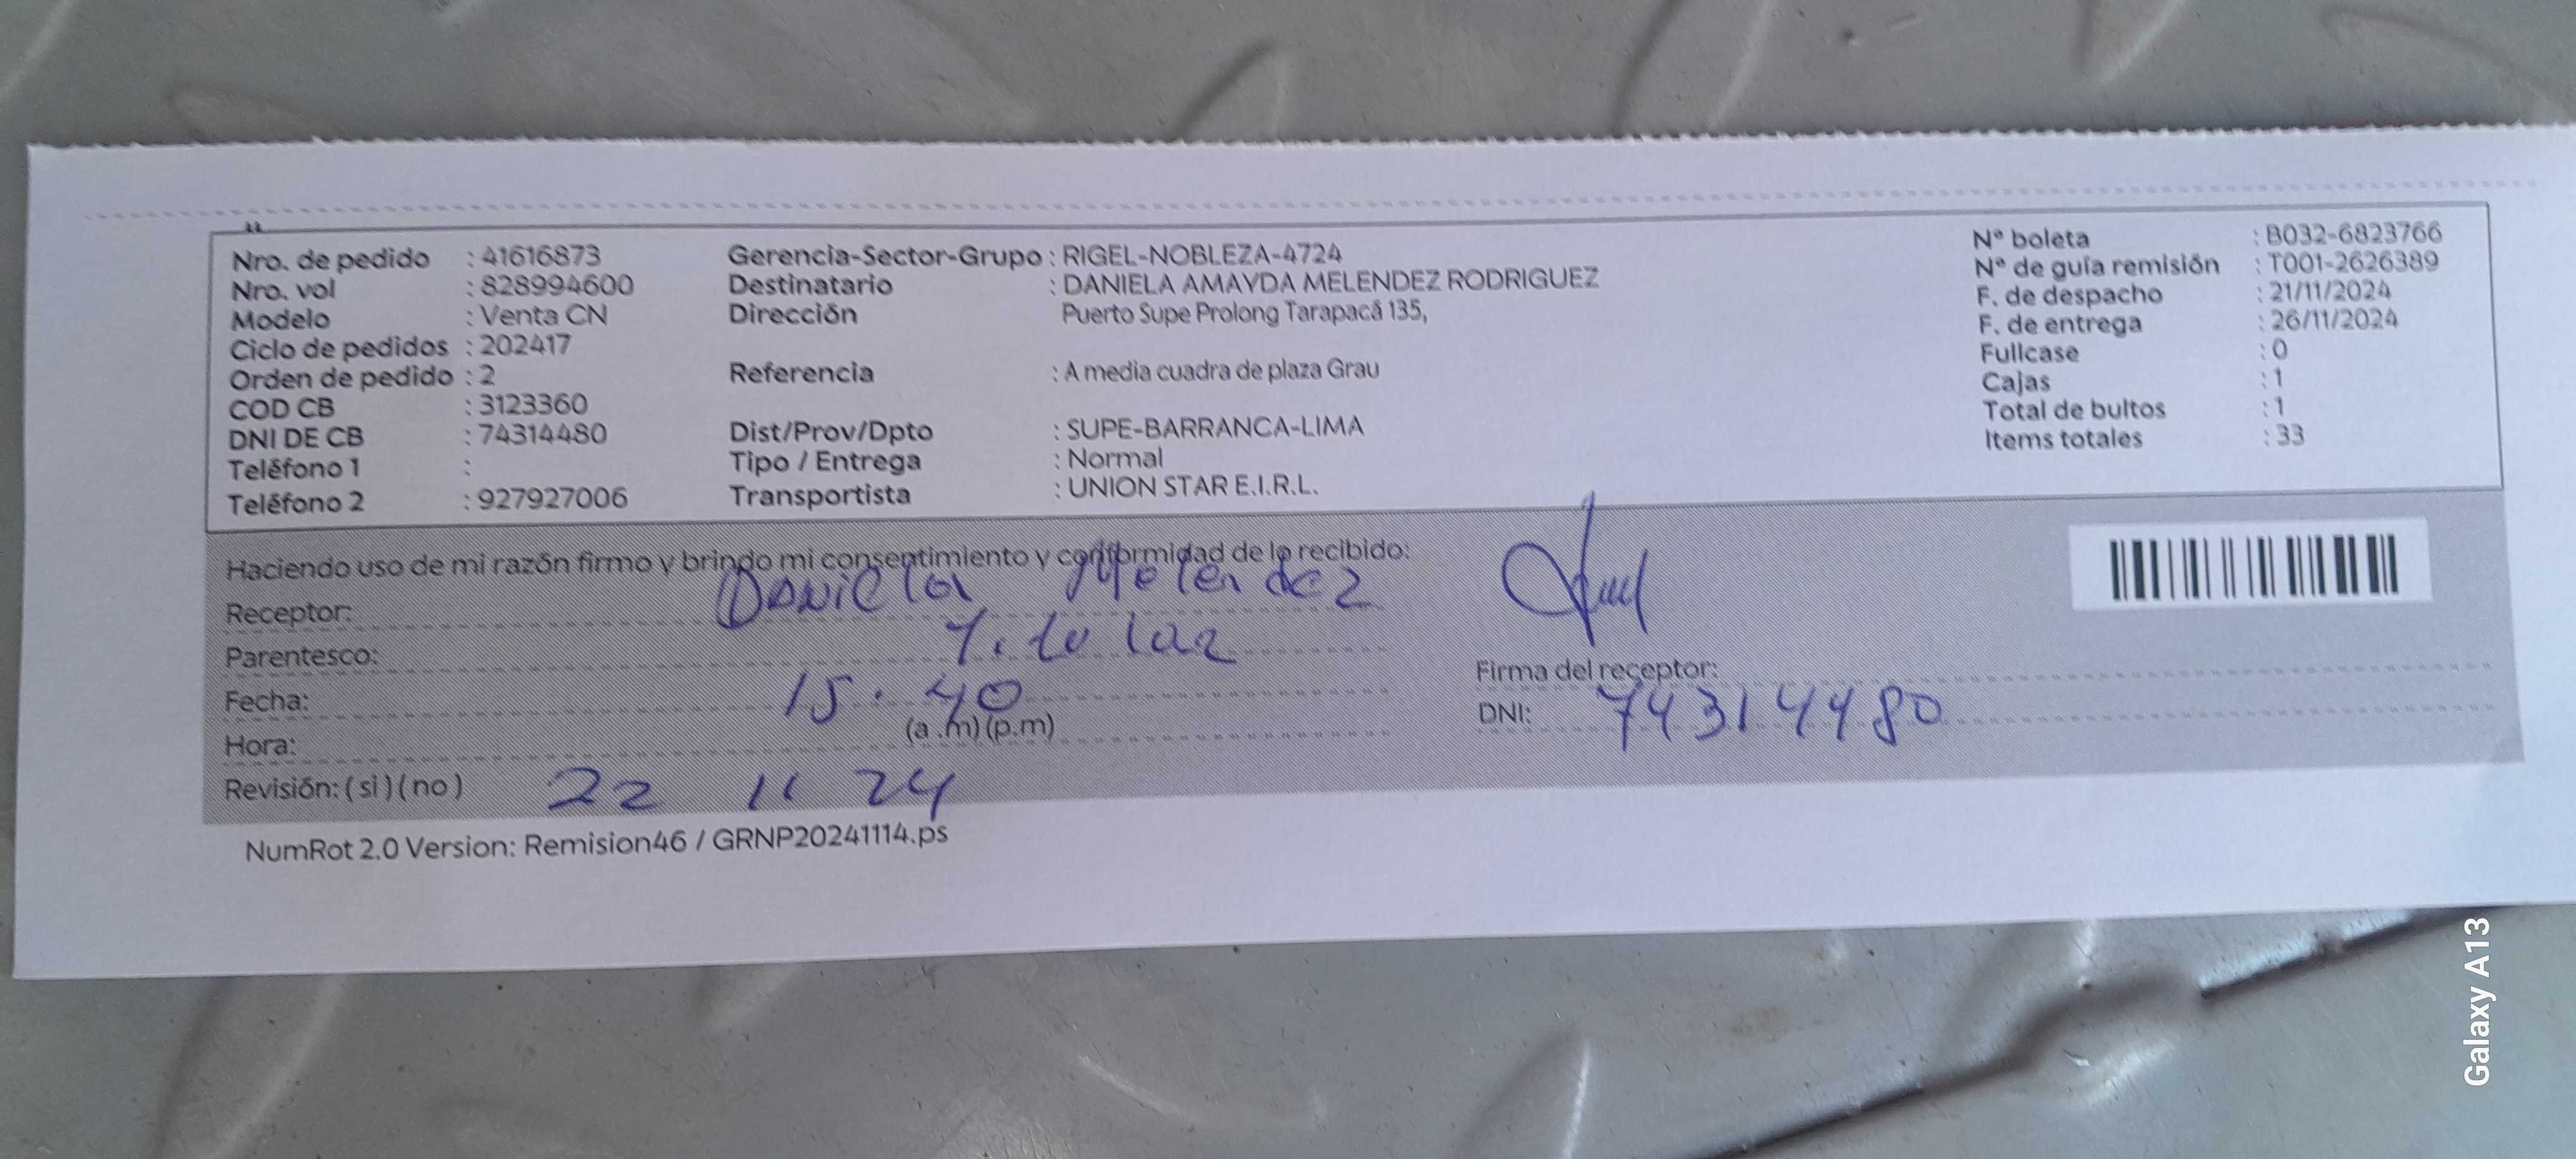 Nro. de pedido : 41616873 Gerencia-Sector-Grupo : RIGEL-NOBLEZA-4724 Nº boleta : B032-6823766
Nro. vol : 828994600 Destinatario : DANIELA AMAYDA MELENDEZ RODRIGUEZ Nº de guía remisión : T001-2626389
Modelo : Venta CN Dirección Puerto Supe Prolong Tarapacá 135, F. de despacho : 21/11/2024
Ciclo de pedidos : 202417 F. de entrega : 26/11/2024
Orden de pedido : 2 Referencia : A media cuadra de plaza Grau Fullcase : 0
COD CB : 3123360 Cajas : 1
DNI DE CB : 74314480 Dist/Prov/Dpto : SUPE-BARRANCA-LIMA Total de bultos : 1
Teléfono 1 : Tipo / Entrega : Normal Items totales : 33
Teléfono 2 : 927927006 Transportista : UNION STAR E.I.R.L.
Haciendo uso de mi razón firmo y brindo mi consentimiento y conformidad de lo recibido:
Receptor: Daniela Melendez
Parentesco: Titular
Firma del receptor:
Fecha: 15:40
DNI: 74314480
Hora: (a .m)(p.m)
Revisión: (si)(no) 22 11 24
NumRot 2.0 Version: Remision46 / GRNP20241114.ps
Galaxy A13